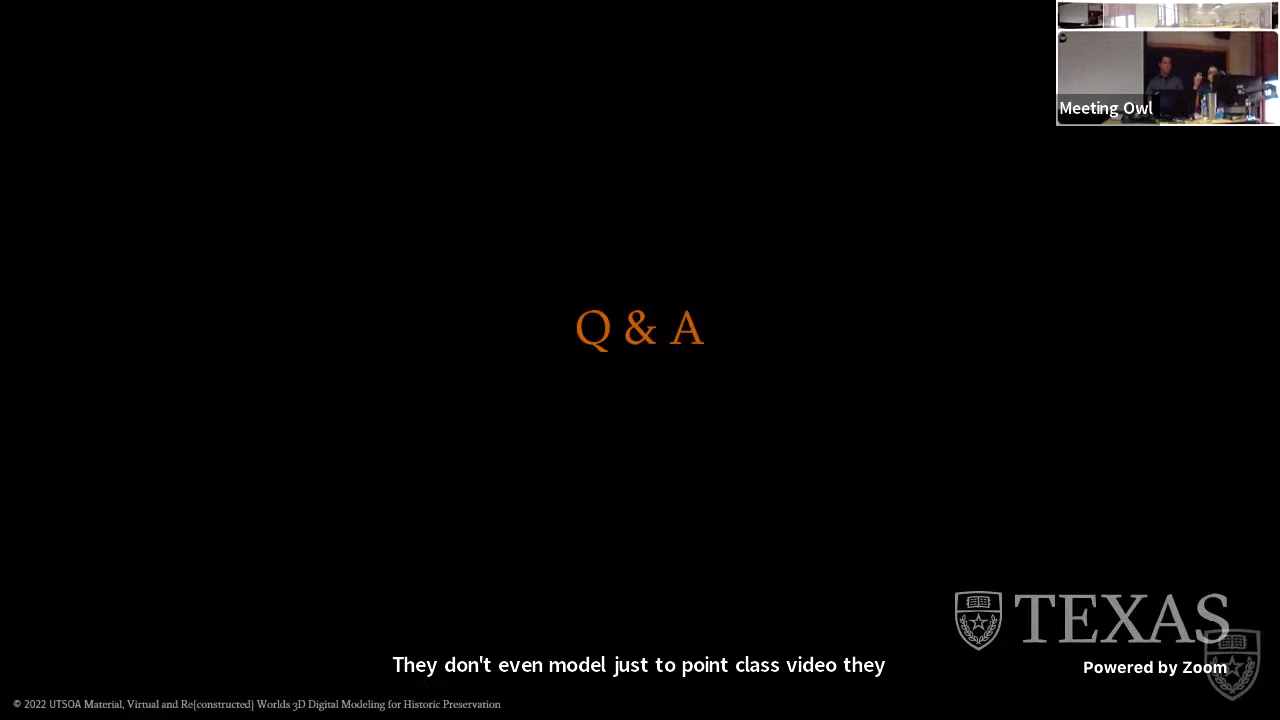 Meeting Owl
Q & A
TEXAS
They don't even model just to point class video they
Powered by Zoom
© 2022 UTSOA Material, Virtual and Re[constructed] Worlds 3D Digital Modeling for Historic Preservation